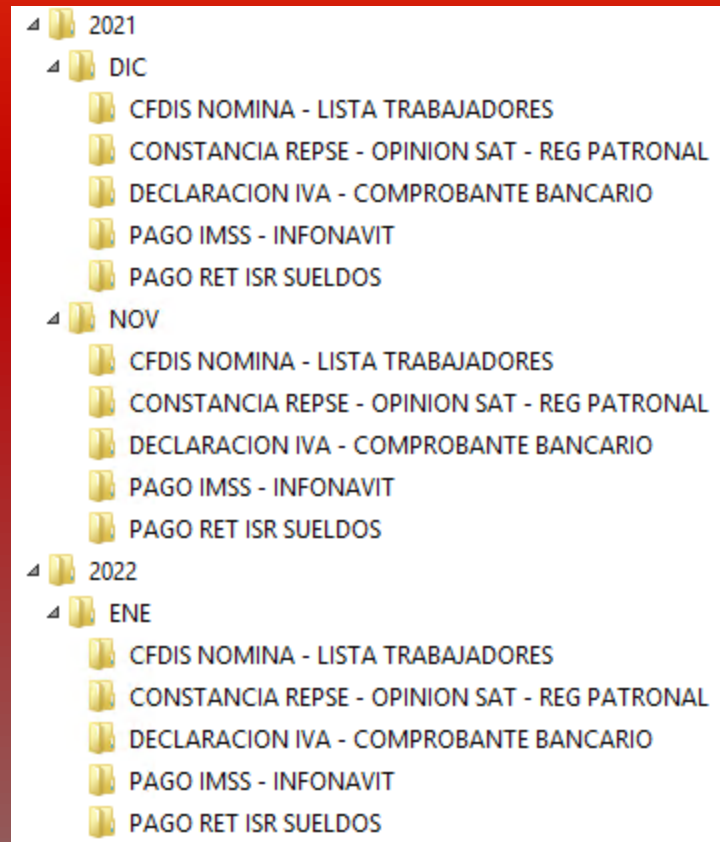 2021
DIC
CFDIS NOMINA - LISTA TRABAJADORES
CONSTANCIA REPSE - OPINION SAT - REG PATRONAL
DECLARACION IVA - COMPROBANTE BANCARIO
PAGO IMSS - INFONAVIT
PAGO RET ISR SUELDOS
NOV
CFDIS NOMINA - LISTA TRABAJADORES
CONSTANCIA REPSE - OPINION SAT - REG PATRONAL
DECLARACION IVA - COMPROBANTE BANCARIO
PAGO IMSS - INFONAVIT
PAGO RET ISR SUELDOS
2022
ENE
CFDIS NOMINA - LISTA TRABAJADORES
CONSTANCIA REPSE - OPINION SAT - REG PATRONAL
DECLARACION IVA - COMPROBANTE BANCARIO
PAGO IMSS - INFONAVIT
PAGO RET ISR SUELDOS